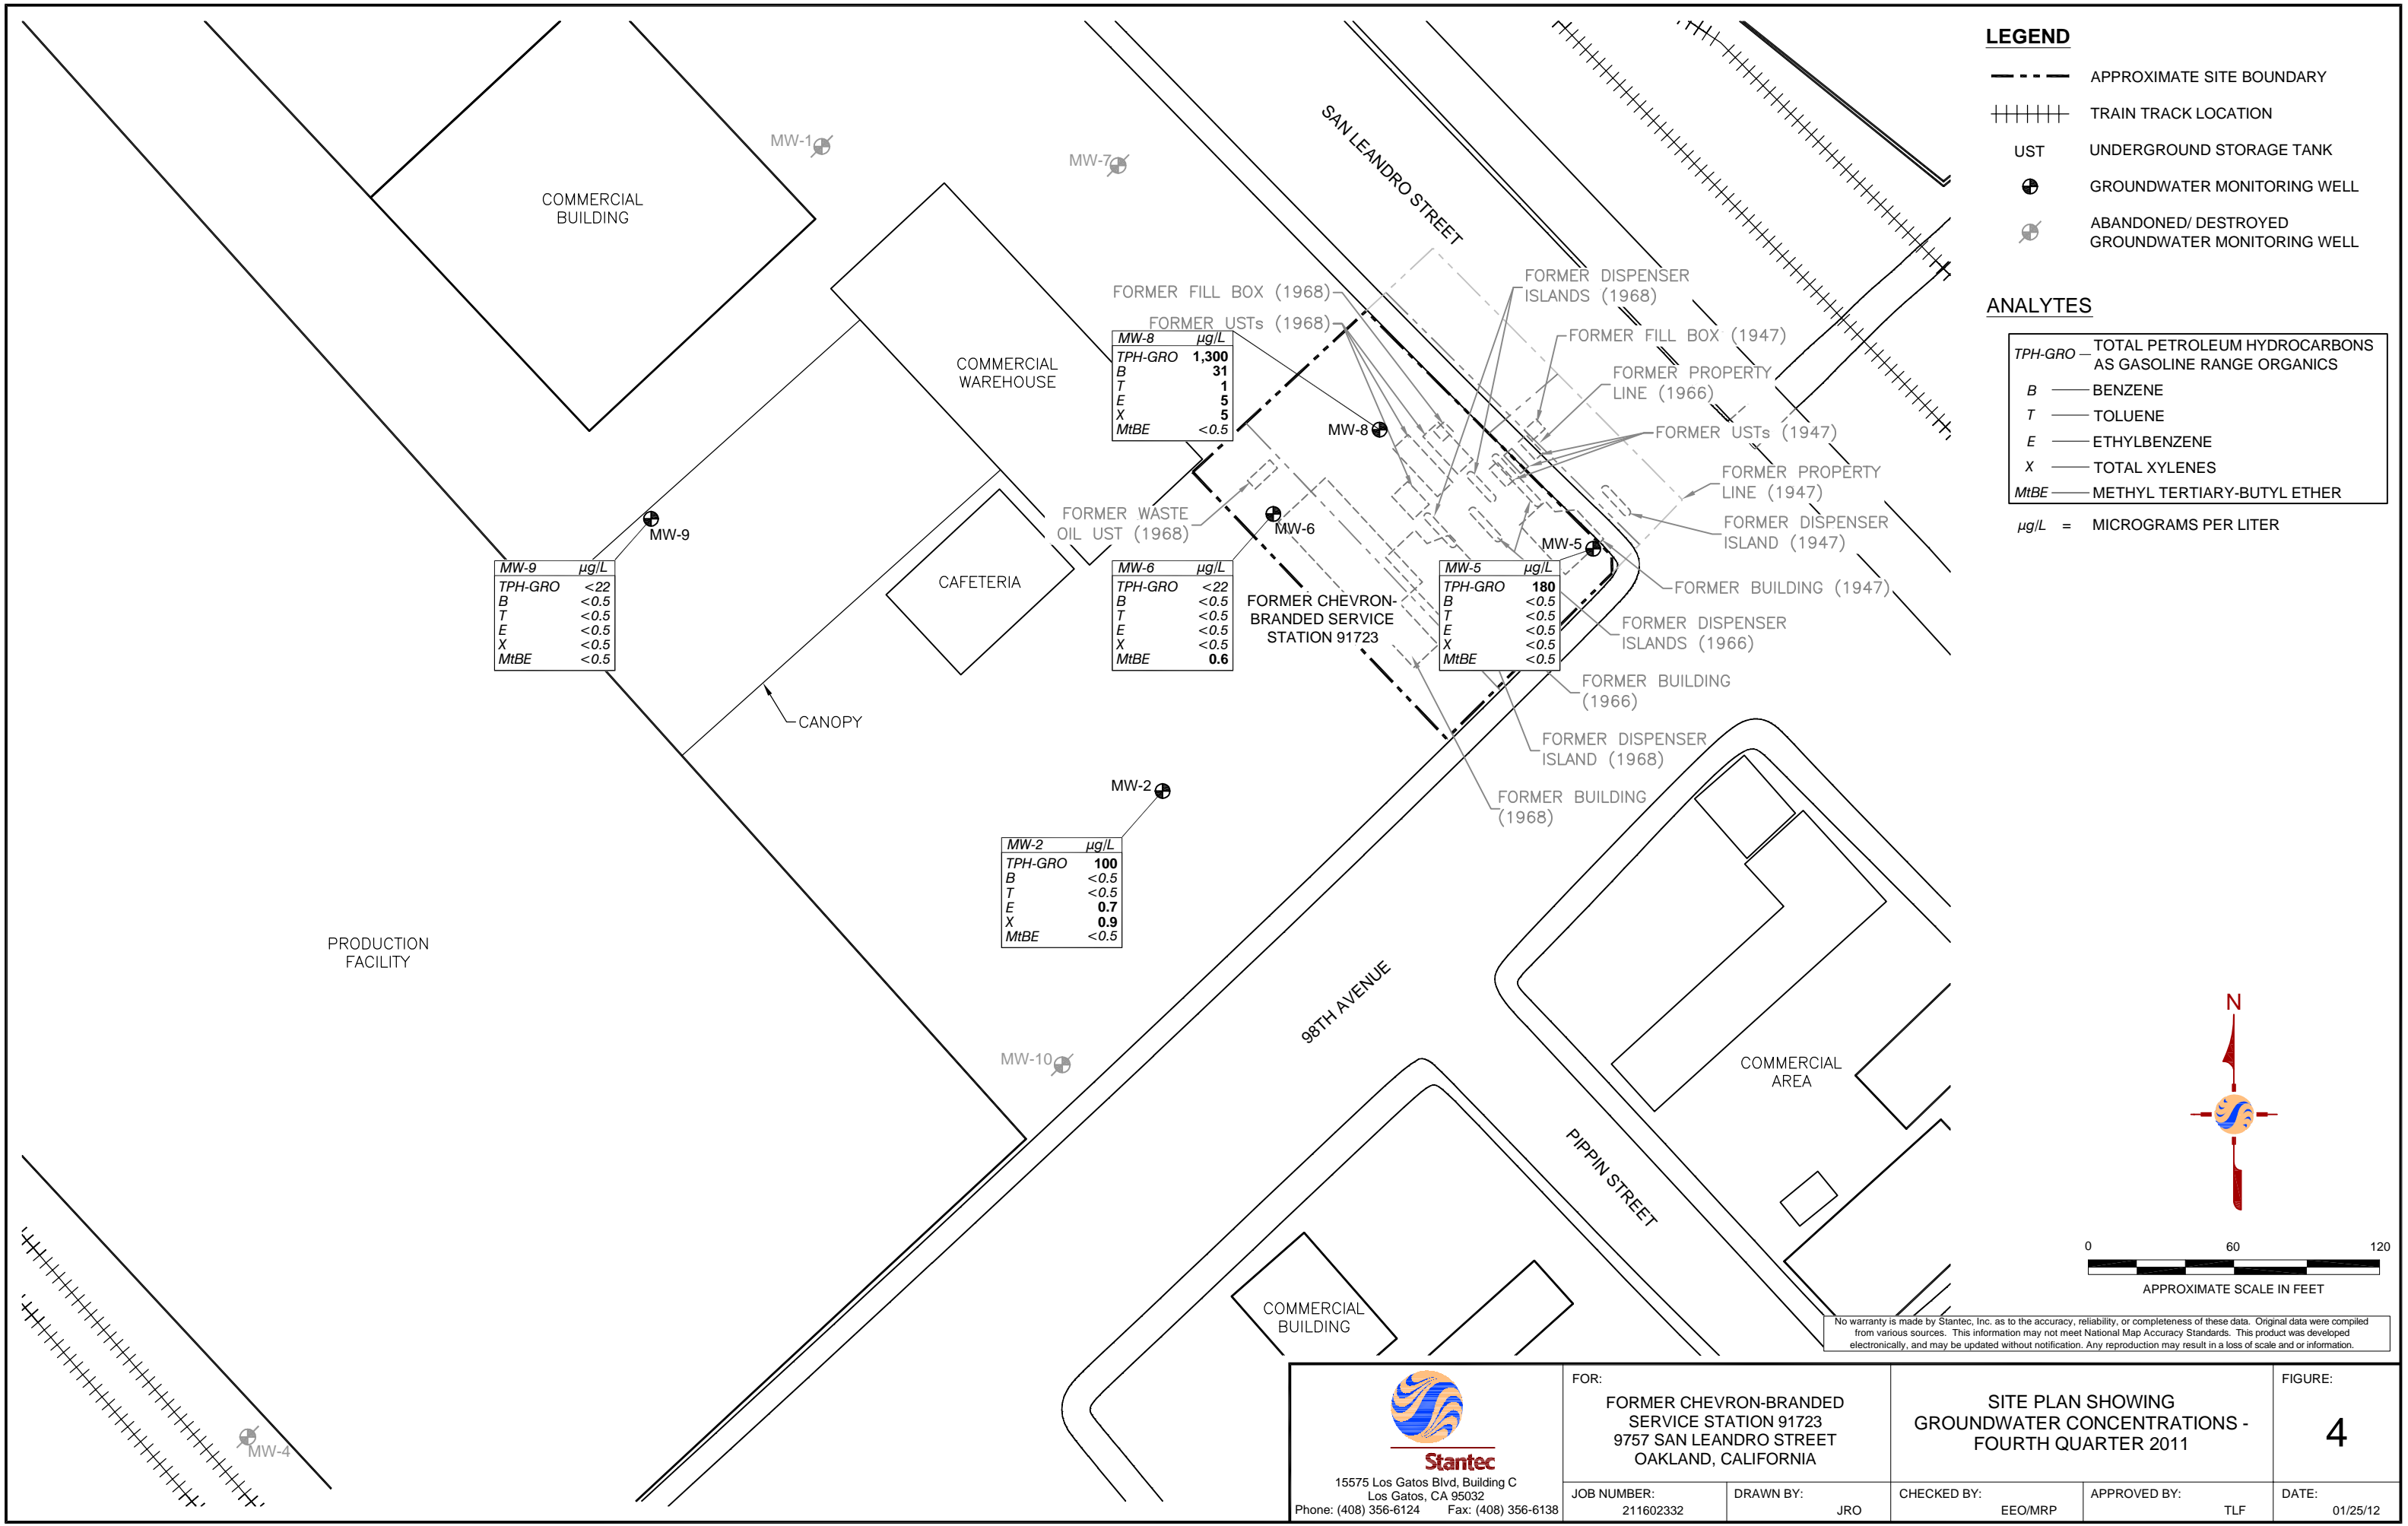 LEGEND
APPROXIMATE SITE BOUNDARY
TRAIN TRACK LOCATION
UST
UNDERGROUND STORAGE TANK
GROUNDWATER MONITORING WELL
ABANDONED/ DESTROYED
GROUNDWATER MONITORING WELL
ANALYTES
TPH-GRO
TOTAL PETROLEUM HYDROCARBONS
AS GASOLINE RANGE ORGANICS
B
BENZENE
T
TOLUENE
E
ETHYLBENZENE
X
TOTAL XYLENES
MtBE
METHYL TERTIARY-BUTYL ETHER
µg/L = MICROGRAMS PER LITER
MW-1
MW-7
COMMERCIAL
BUILDING
SAN LEANDRO STREET
FORMER DISPENSER
ISLANDS (1968)
FORMER FILL BOX (1968)
FORMER USTs (1968)
FORMER FILL BOX (1947)
MW-8 µg/L
TPH-GRO 1,300
B 31
T 1
E 5
X 5
MtBE <0.5
COMMERCIAL
WAREHOUSE
FORMER PROPERTY
LINE (1966)
MW-8
FORMER USTs (1947)
FORMER PROPERTY
LINE (1947)
FORMER WASTE
OIL UST (1968)
MW-6
FORMER DISPENSER
ISLAND (1947)
MW-5
MW-9
MW-9 µg/L
TPH-GRO <22
B <0.5
T <0.5
E <0.5
X <0.5
MtBE <0.5
CAFETERIA
MW-6 µg/L
TPH-GRO <22
B <0.5
T <0.5
E <0.5
X <0.5
MtBE 0.6
FORMER CHEVRON-
BRANDED SERVICE
STATION 91723
MW-5 µg/L
TPH-GRO 180
B <0.5
T <0.5
E <0.5
X <0.5
MtBE <0.5
FORMER BUILDING (1947)
FORMER DISPENSER
ISLANDS (1966)
FORMER BUILDING
(1966)
CANOPY
FORMER DISPENSER
ISLAND (1968)
FORMER BUILDING
(1968)
MW-2
MW-2 µg/L
TPH-GRO 100
B <0.5
T <0.5
E 0.7
X 0.9
MtBE <0.5
PRODUCTION
FACILITY
98TH AVENUE
MW-10
COMMERCIAL
AREA
PIPPIN STREET
N
0 60 120
APPROXIMATE SCALE IN FEET
COMMERCIAL
BUILDING
MW-4
No warranty is made by Stantec, Inc. as to the accuracy, reliability, or completeness of these data. Original data were compiled
from various sources. This information may not meet National Map Accuracy Standards. This product was developed
electronically, and may be updated without notification. Any reproduction may result in a loss of scale and or information.
Stantec
15575 Los Gatos Blvd, Building C
Los Gatos, CA 95032
Phone: (408) 356-6124 Fax: (408) 356-6138
FOR:
FORMER CHEVRON-BRANDED
SERVICE STATION 91723
9757 SAN LEANDRO STREET
OAKLAND, CALIFORNIA
SITE PLAN SHOWING
GROUNDWATER CONCENTRATIONS -
FOURTH QUARTER 2011
FIGURE:
4
JOB NUMBER:
211602332
DRAWN BY:
JRO
CHECKED BY:
EEO/MRP
APPROVED BY:
TLF
DATE:
01/25/12